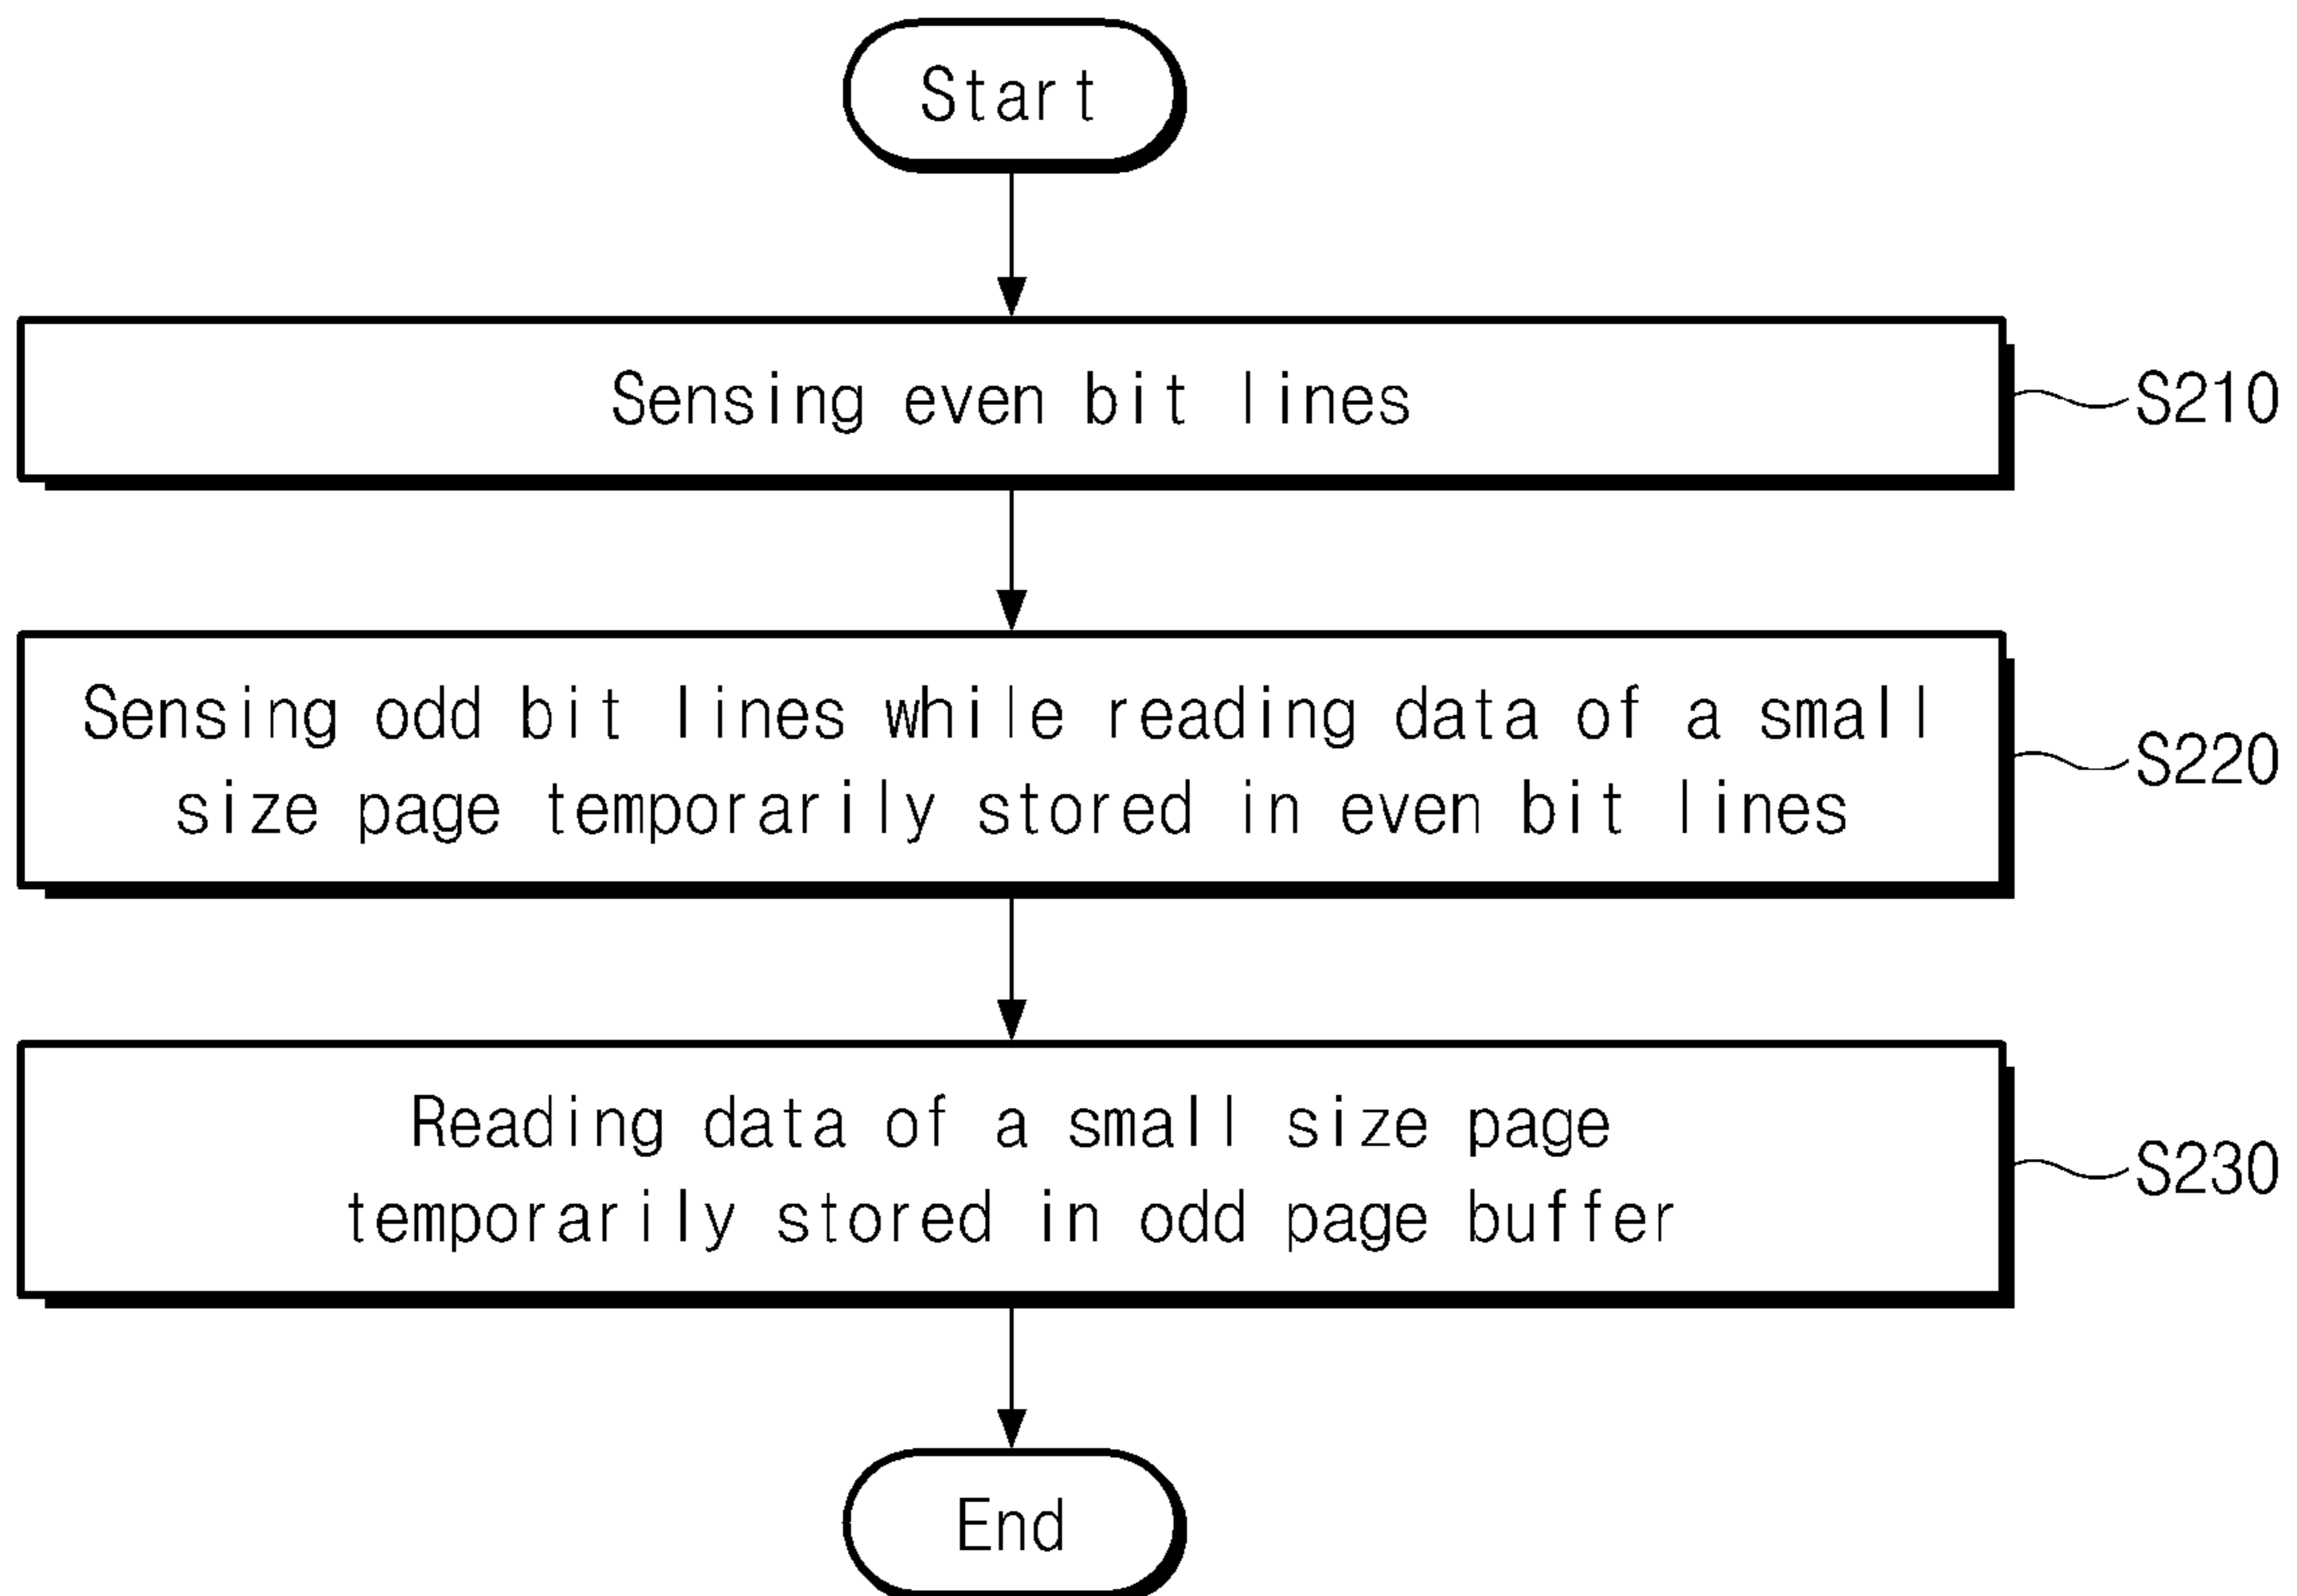 Start
Sensing even bit lines
S210
Sensing odd bit lines while reading data of a small
size page temporarily stored in even bit lines
S220
Reading data of a small size page
temporarily stored in odd page buffer
S230
End